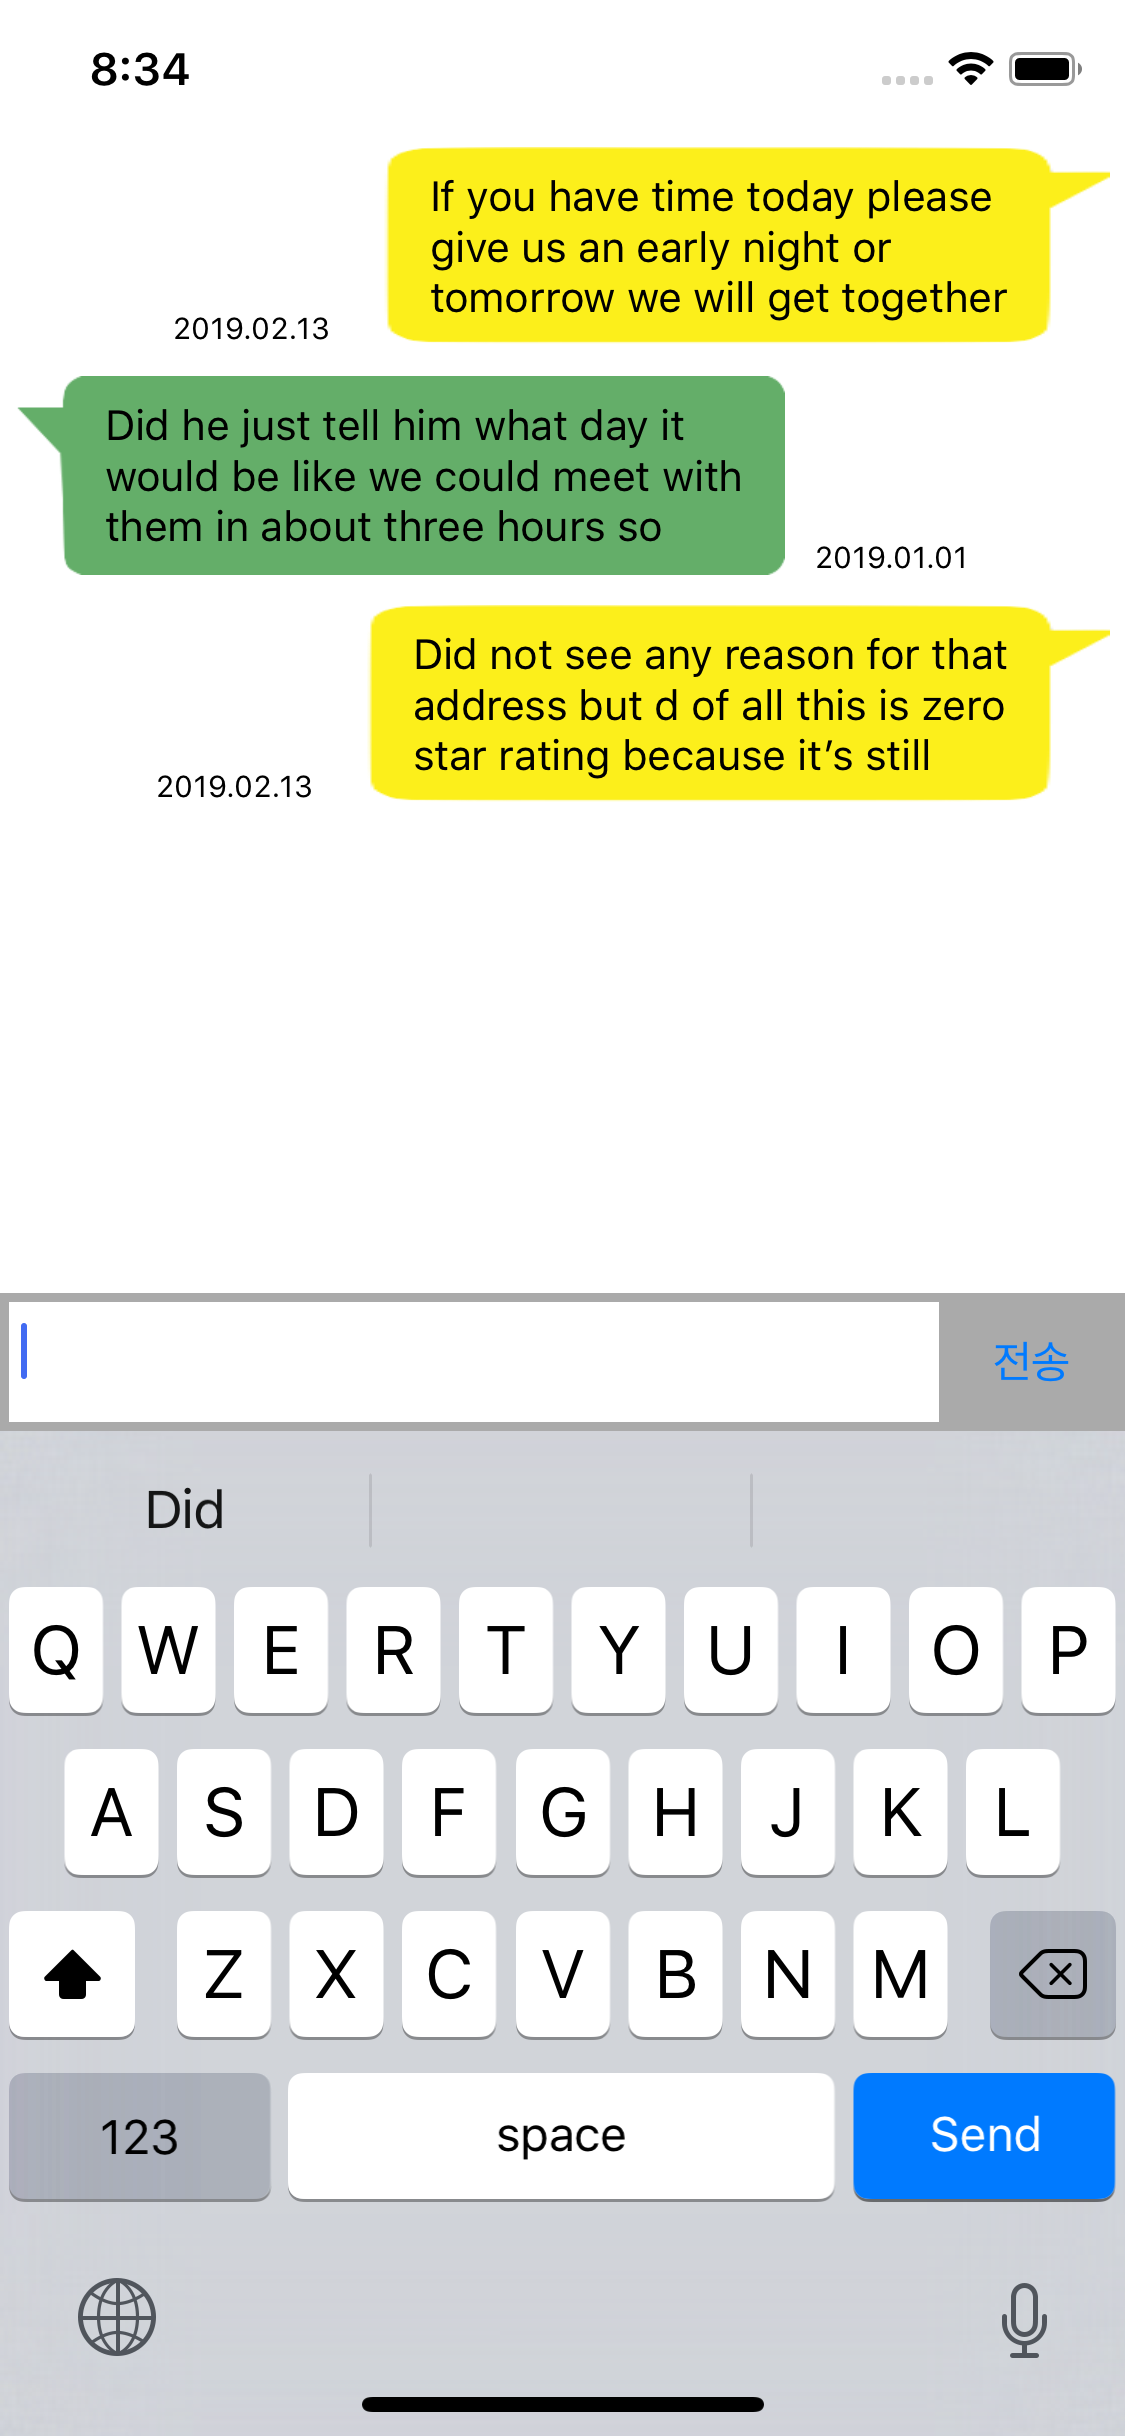 8:34
If you have time today please
give us an early night or
tomorrow we will get together
2019.02.13
Did he just tell him what day it
would be like we could meet with
them in about three hours so
2019.01.01
Did not see any reason for that
address but d of all this is zero
star rating because it’s still
2019.02.13
전송
Did
Q W E R T Y U I O P
A S D F G H J K L
Z X C V B N M
123 space Send